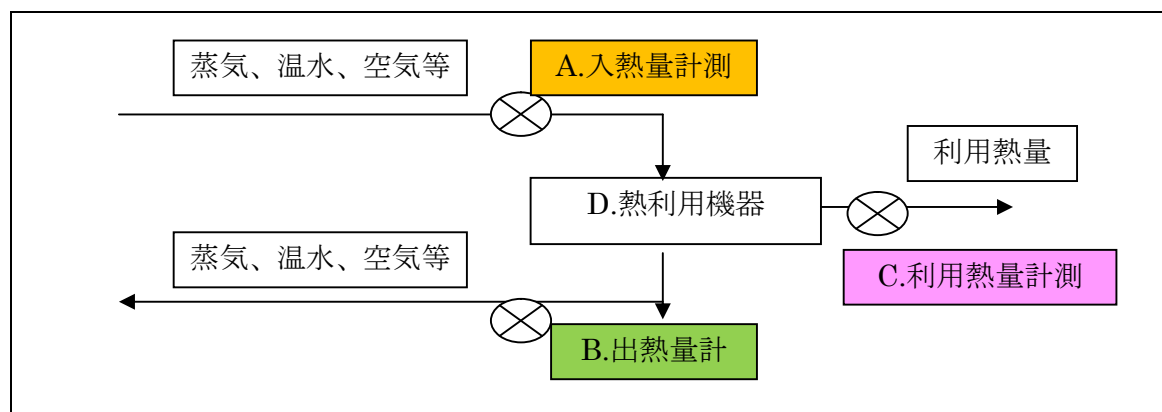 蒸気、温水、空気等
A.入熱量計測
利用熱量
D.熱利用機器
蒸気、温水、空気等
C.利用熱量計測
B.出熱量計